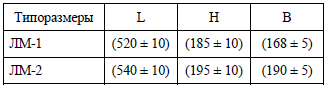 Типоразмеры L H B
ЛМ-1 (520 ± 10) (185 ± 10) (168 ± 5)
ЛМ-2 (540 ± 10) (195 ± 10) (190 ± 5)